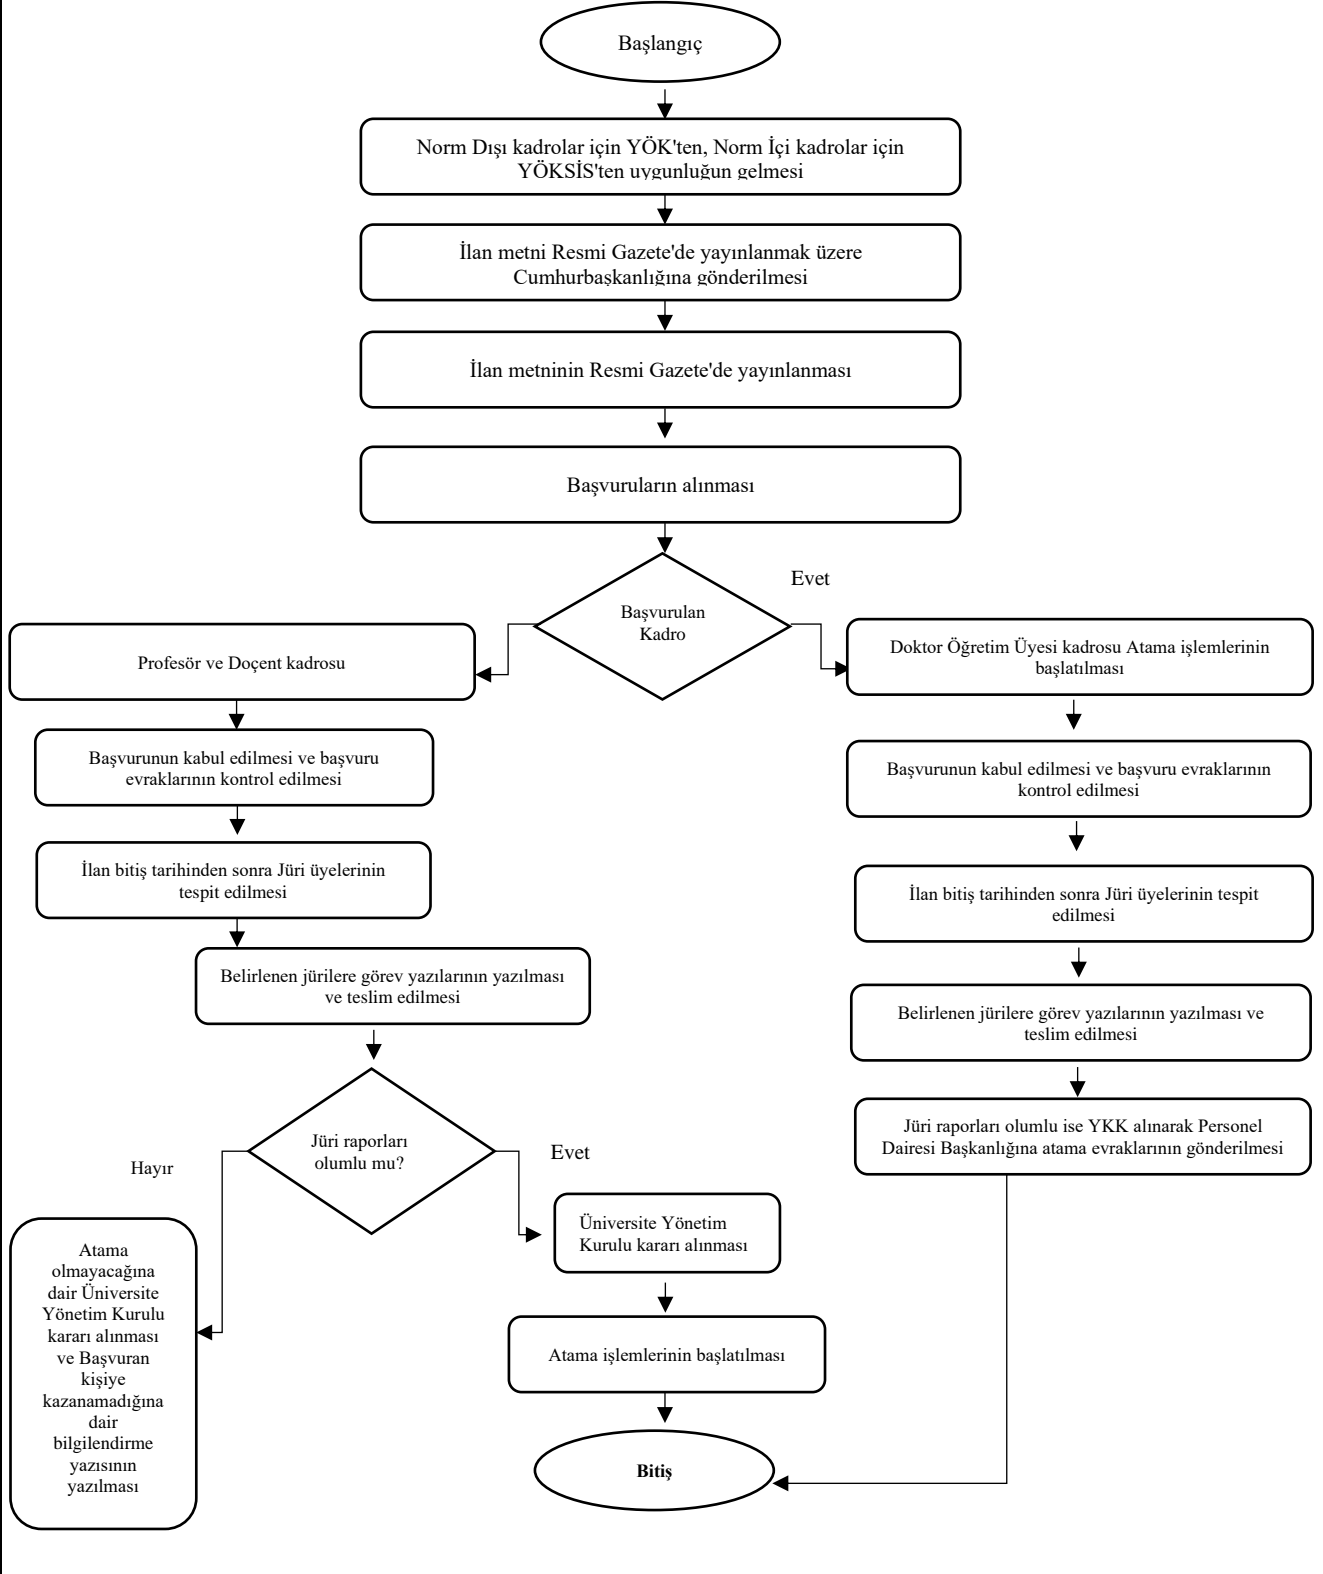 Başlangıç
Norm Dışı kadrolar için YÖK'ten, Norm İçi kadrolar için
YÖKSİS'ten uygunluğun gelmesi
İlan metni Resmi Gazete'de yayınlanmak üzere
Cumhurbaşkanlığına gönderilmesi
İlan metninin Resmi Gazete'de yayınlanması
Başvuruların alınması
Başvurulan
Kadro
Evet
Profesör ve Doçent kadrosu
Başvurunun kabul edilmesi ve başvuru
evraklarının kontrol edilmesi
İlan bitiş tarihinden sonra Jüri üyelerinin
tespit edilmesi
Belirlenen jürilere görev yazılarının yazılması
ve teslim edilmesi
Jüri raporları
olumlu mu?
Hayır
Atama
olmayacağına
dair Üniversite
Yönetim Kurulu
kararı alınması
ve Başvuran
kişiye
kazanamadığına
dair
bilgilendirme
yazısının
yazılması
Evet
Üniversite Yönetim
Kurulu kararı alınması
Atama işlemlerinin başlatılması
Doktor Öğretim Üyesi kadrosu Atama işlemlerinin
başlatılması
Başvurunun kabul edilmesi ve başvuru evraklarının
kontrol edilmesi
İlan bitiş tarihinden sonra Jüri üyelerinin tespit
edilmesi
Belirlenen jürilere görev yazılarının yazılması ve
teslim edilmesi
Jüri raporları olumlu ise YKK alınarak Personel
Dairesi Başkanlığına atama evraklarının gönderilmesi
Bitiş